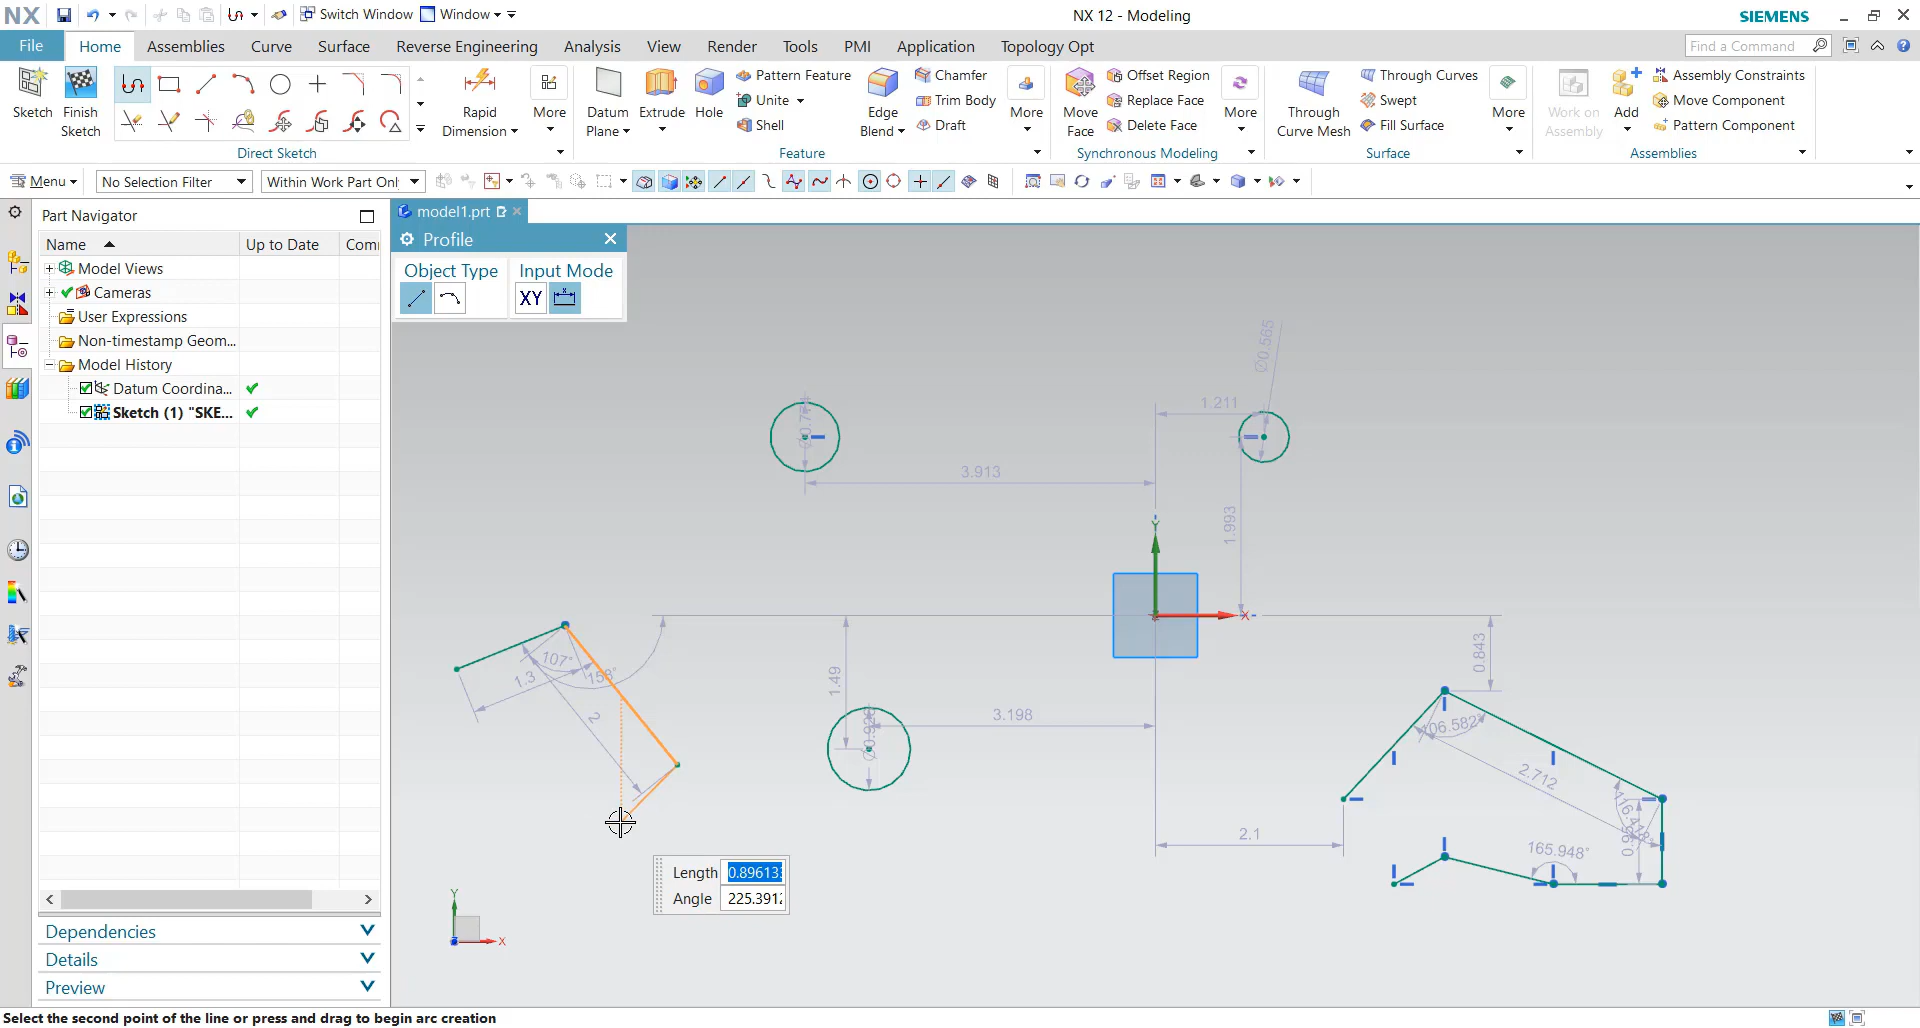 NX
Switch Window
Window
NX 12 - Modeling
SIEMENS
File
Home
Assemblies
Curve
Surface
Reverse Engineering
Analysis
View
Render
Tools
PMI
Application
Topology Opt
Find a Command
Sketch
Finish Sketch
Rapid Dimension
More
Datum Plane
Extrude
Hole
Pattern Feature
Unite
Shell
Edge Blend
Chamfer
Trim Body
Draft
More
Move Face
Offset Region
Replace Face
Delete Face
More
Through Curve Mesh
Through Curves
Swept
Fill Surface
More
Work on Assembly
Add
Assembly Constraints
Move Component
Pattern Component
Direct Sketch
Feature
Synchronous Modeling
Surface
Assemblies
Menu
No Selection Filter
Within Work Part Onl
Part Navigator
Name
Up to Date
Com
Model Views
Cameras
User Expressions
Non-timestamp Geom...
Model History
Datum Coordina...
Sketch (1) "SKE...
Dependencies
Details
Preview
model1.prt
Profile
Object Type
Input Mode
XY
Ø0.565
1.211
3.913
1.993
Y
X
107°
1.3
158°
2
1.49
3.198
0.843
106.582°
2.712
2.1
165.948°
Length 0.89613
Angle 225.391
Y
X
Select the second point of the line or press and drag to begin arc creation